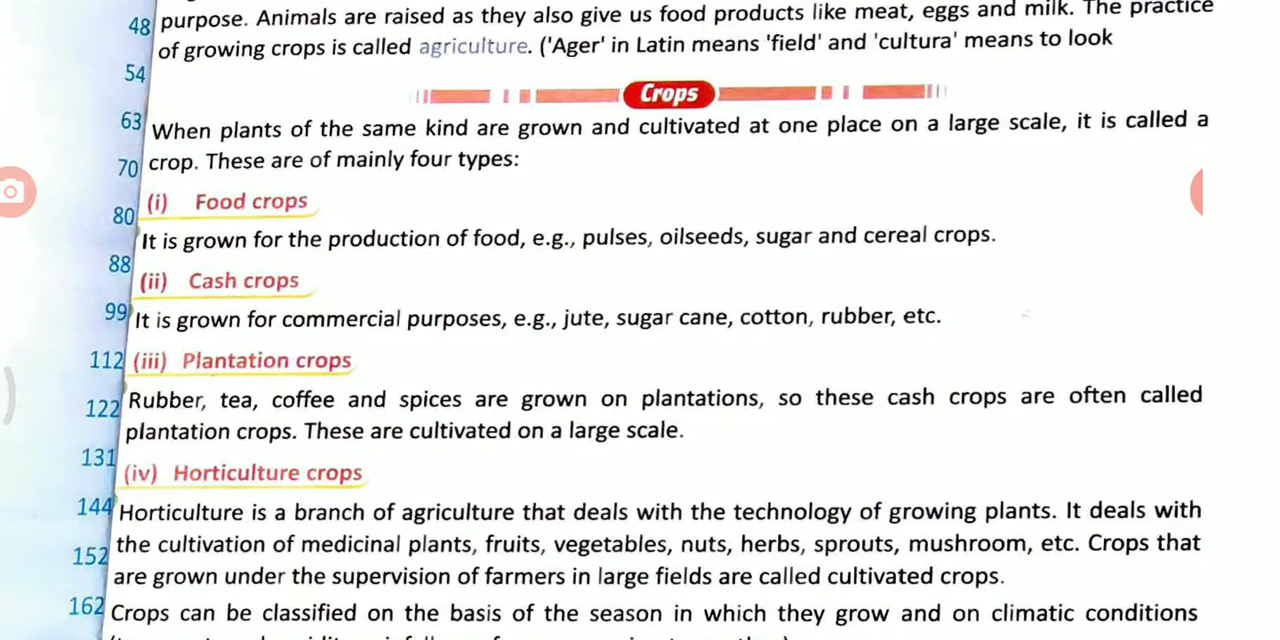 48
purpose. Animals are raised as they also give us food products like meat, eggs and milk. The practice
of growing crops is called agriculture. ('Ager' in Latin means 'field' and 'cultura' means to look
54
Crops
63
When plants of the same kind are grown and cultivated at one place on a large scale, it is called a
70
crop. These are of mainly four types:
(i) Food crops
80
It is grown for the production of food, e.g., pulses, oilseeds, sugar and cereal crops.
88
(ii) Cash crops
99
It is grown for commercial purposes, e.g., jute, sugar cane, cotton, rubber, etc.
112
(iii) Plantation crops
122
Rubber, tea, coffee and spices are grown on plantations, so these cash crops are often called
plantation crops. These are cultivated on a large scale.
131
(iv) Horticulture crops
144
Horticulture is a branch of agriculture that deals with the technology of growing plants. It deals with
152
the cultivation of medicinal plants, fruits, vegetables, nuts, herbs, sprouts, mushroom, etc. Crops that
are grown under the supervision of farmers in large fields are called cultivated crops.
162
Crops can be classified on the basis of the season in which they grow and on climatic conditions